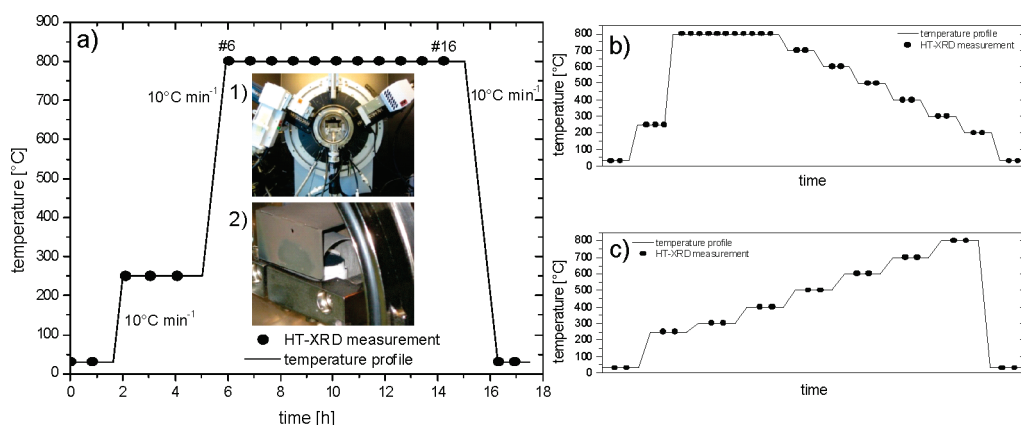 a)
900
800
700
600
500
400
300
200
100
0
temperature [°C]
0 2 4 6 8 10 12 14 16 18
time [h]
#6
#16
10°C min-1
10°C min-1
10°C min-1
1)
2)
HT-XRD measurement
temperature profile
b)
800
700
600
500
400
300
200
100
0
temperature [°C]
time
temperature profile
HT-XRD measurement
c)
800
700
600
500
400
300
200
100
0
temperature [°C]
time
temperature profile
HT-XRD measurement